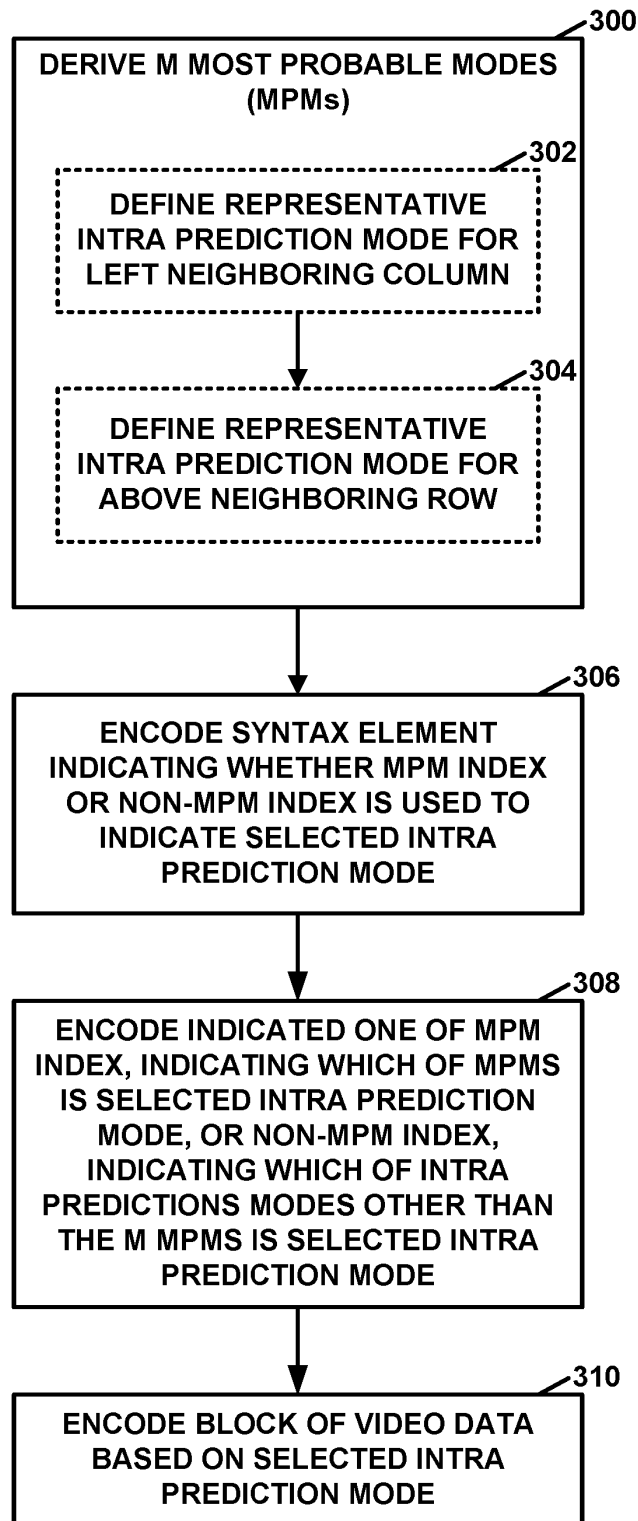 300
DERIVE M MOST PROBABLE MODES
(MPMs)
302
DEFINE REPRESENTATIVE
INTRA PREDICTION MODE FOR
LEFT NEIGHBORING COLUMN
304
DEFINE REPRESENTATIVE
INTRA PREDICTION MODE FOR
ABOVE NEIGHBORING ROW
306
ENCODE SYNTAX ELEMENT
INDICATING WHETHER MPM INDEX
OR NON-MPM INDEX IS USED TO
INDICATE SELECTED INTRA
PREDICTION MODE
308
ENCODE INDICATED ONE OF MPM
INDEX, INDICATING WHICH OF MPMS
IS SELECTED INTRA PREDICTION
MODE, OR NON-MPM INDEX,
INDICATING WHICH OF INTRA
PREDICTIONS MODES OTHER THAN
THE M MPMS IS SELECTED INTRA
PREDICTION MODE
310
ENCODE BLOCK OF VIDEO DATA
BASED ON SELECTED INTRA
PREDICTION MODE